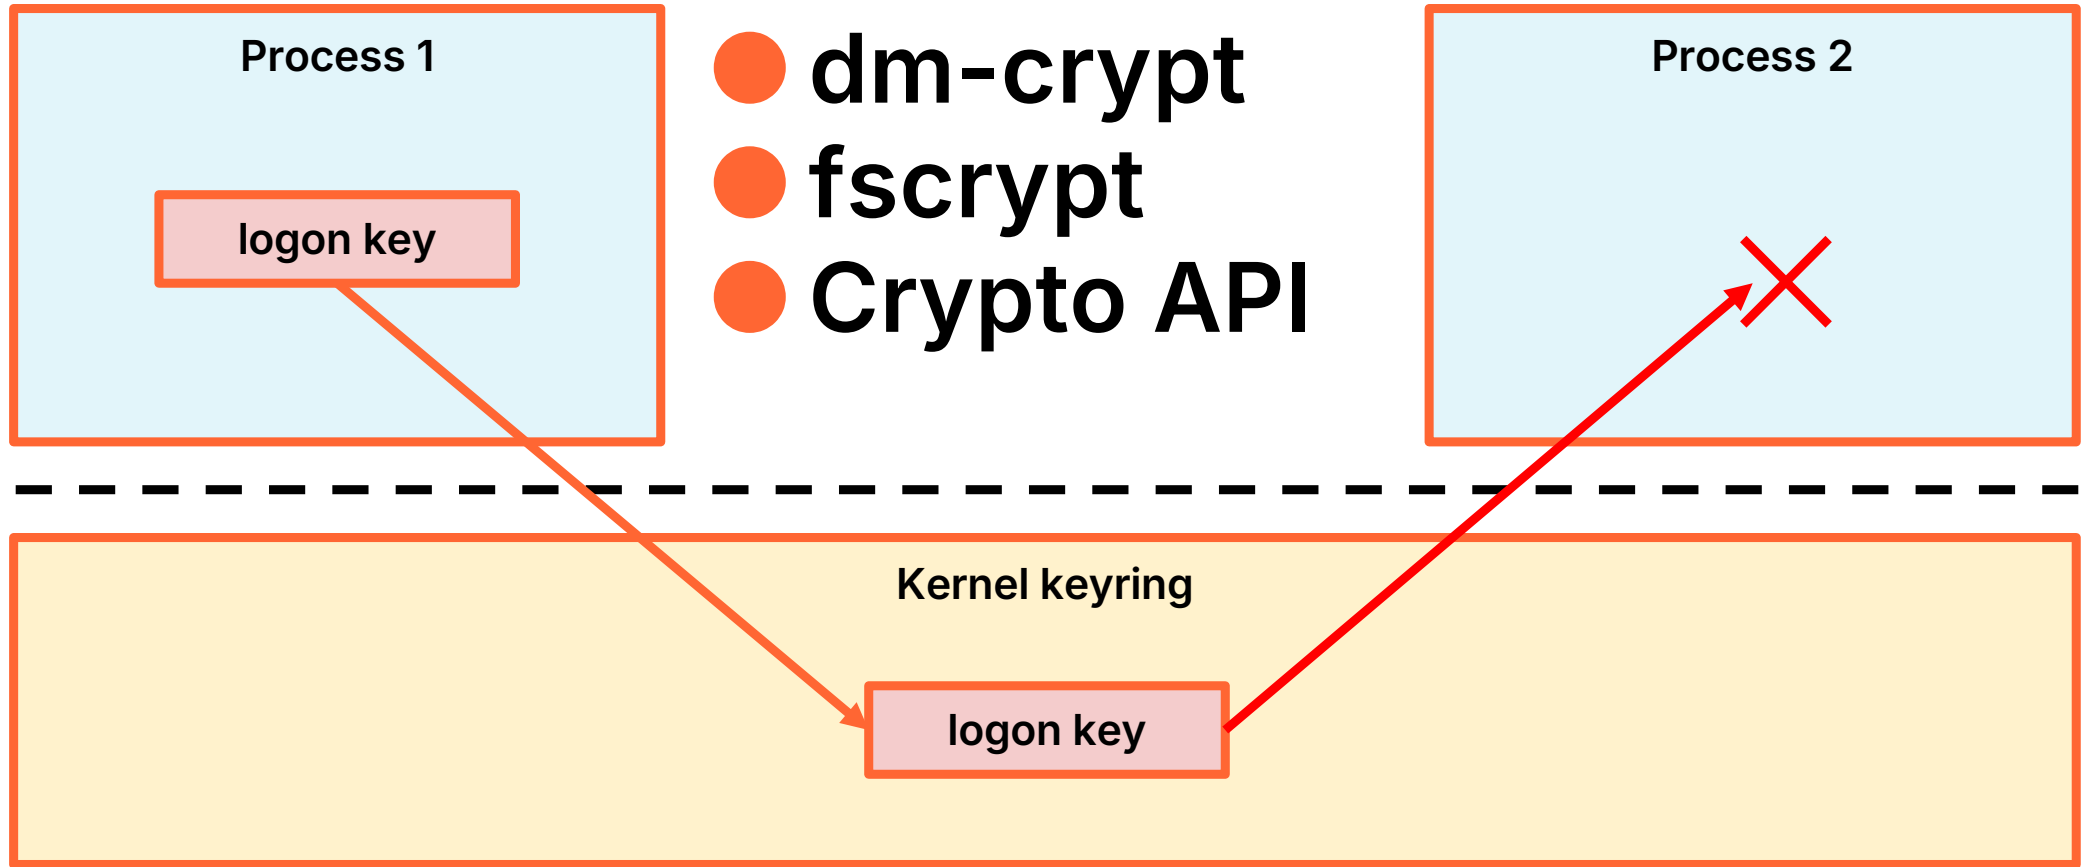 Process 1
logon key
dm-crypt
fscrypt
Crypto API
Process 2
Kernel keyring
logon key